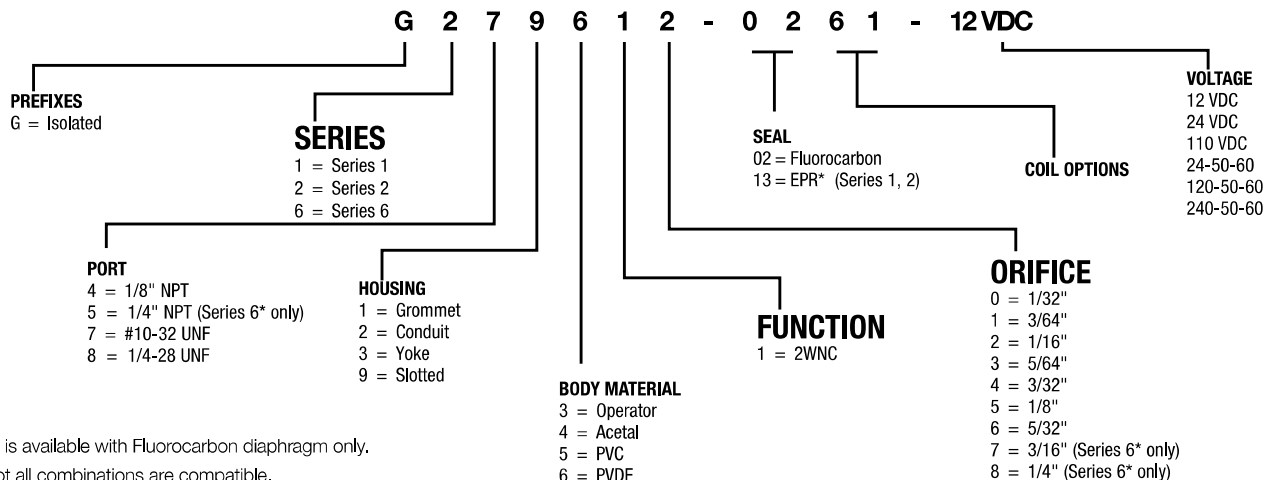 G 2 7 9 6 1 2 - 0 2 6 1 - 12 VDC
PREFIXES
G = Isolated
SERIES
1 = Series 1
2 = Series 2
6 = Series 6
PORT
4 = 1/8" NPT
5 = 1/4" NPT (Series 6* only)
7 = #10-32 UNF
8 = 1/4-28 UNF
HOUSING
1 = Grommet
2 = Conduit
3 = Yoke
9 = Slotted
BODY MATERIAL
3 = Operator
4 = Acetal
5 = PVC
6 = PVDF
FUNCTION
1 = 2WNC
SEAL
02 = Fluorocarbon
13 = EPR* (Series 1, 2)
COIL OPTIONS
VOLTAGE
12 VDC
24 VDC
110 VDC
24-50-60
120-50-60
240-50-60
ORIFICE
0 = 1/32"
1 = 3/64"
2 = 1/16"
3 = 5/64"
4 = 3/32"
5 = 1/8"
6 = 5/32"
7 = 3/16" (Series 6* only)
8 = 1/4" (Series 6* only)
is available with Fluorocarbon diaphragm only.
ot all combinations are compatible.